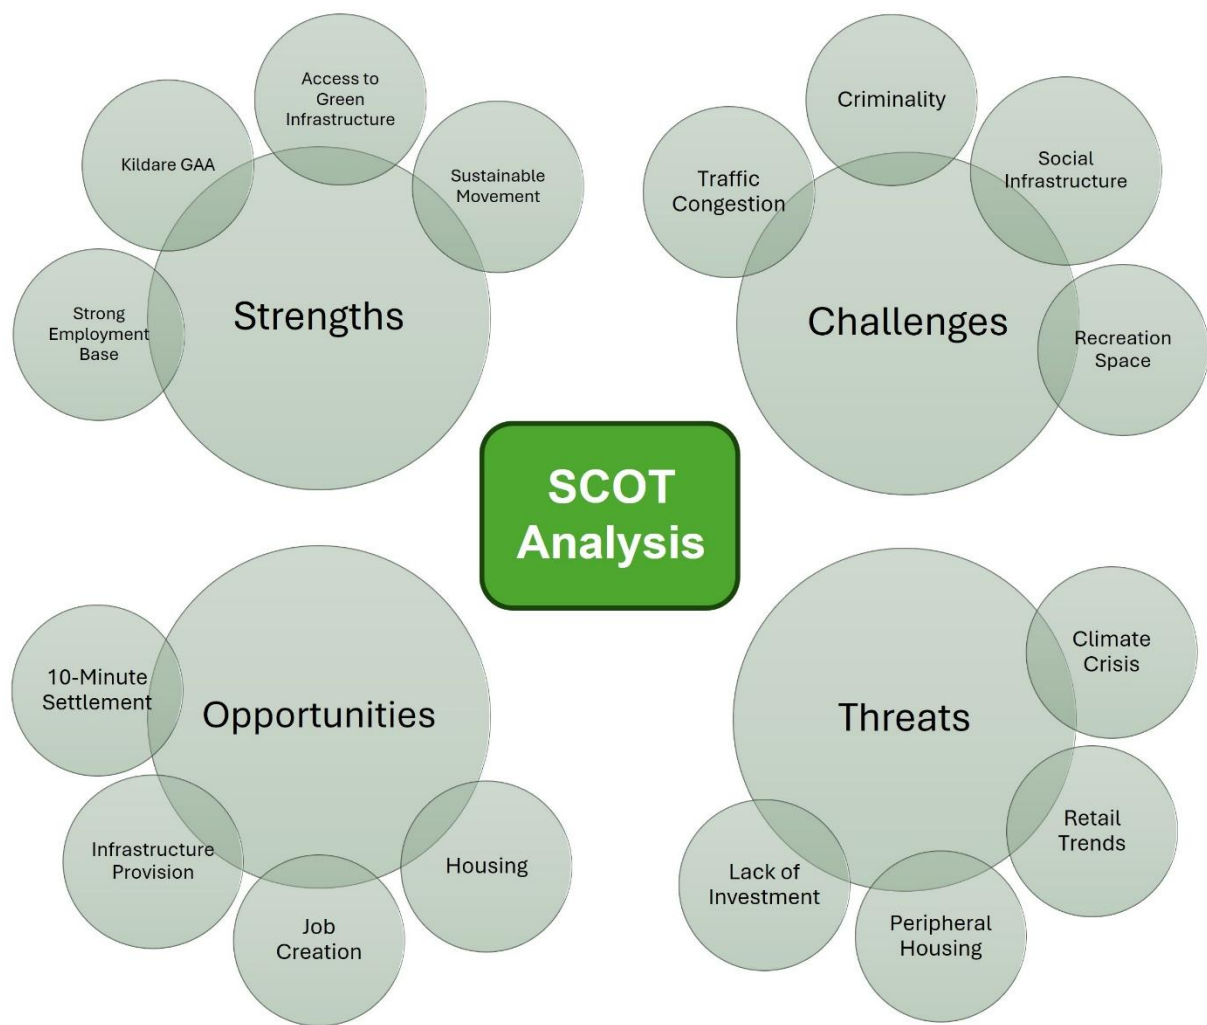 Access to
Green
Infrastructure
Kildare GAA
Sustainable
Movement
Strong
Employment
Base
Strengths
Criminality
Traffic
Congestion
Social
Infrastructure
Recreation
Space
Challenges
SCOT
Analysis
10-Minute
Settlement
Opportunities
Infrastructure
Provision
Job
Creation
Housing
Threats
Climate
Crisis
Retail
Trends
Lack of
Investment
Peripheral
Housing